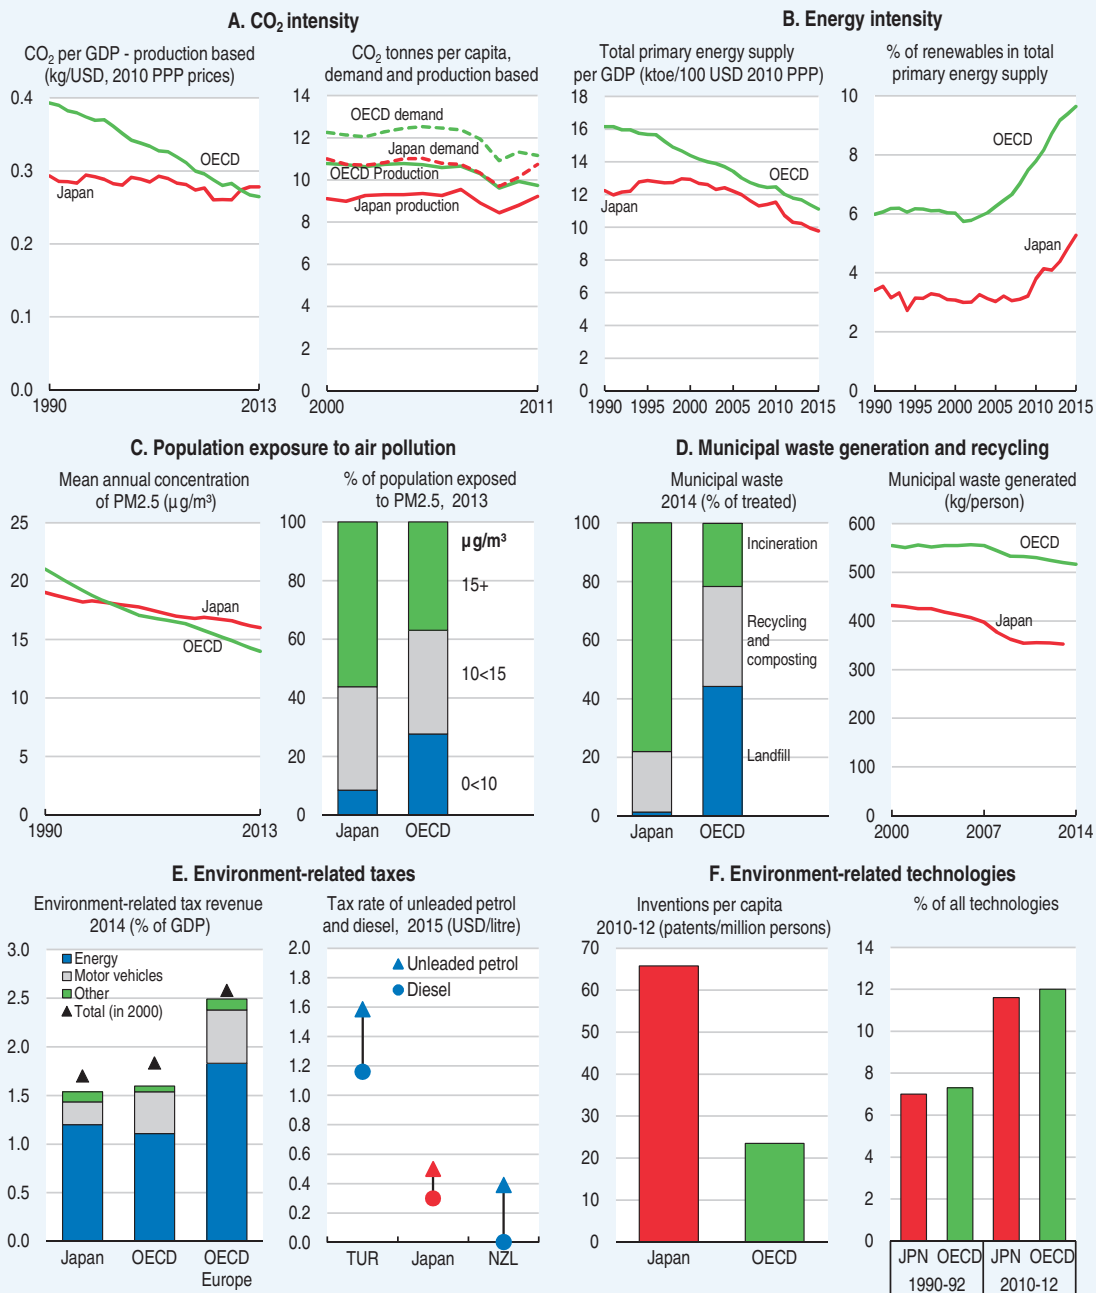 A. CO2 intensity
CO2 per GDP - production based
(kg/USD, 2010 PPP prices)
0.4
0.3
0.2
0.1
0.0
OECD
Japan
1990
2013
CO2 tonnes per capita,
demand and production based
14
12
10
8
6
4
2
0
OECD demand
Japan demand
OECD Production
Japan production
2000
2011
B. Energy intensity
Total primary energy supply
per GDP (ktoe/100 USD 2010 PPP)
18
16
14
12
10
8
6
4
2
0
OECD
Japan
1990 1995 2000 2005 2010 2015
% of renewables in total
primary energy supply
10
8
6
4
2
0
OECD
Japan
1990 1995 2000 2005 2010 2015
C. Population exposure to air pollution
Mean annual concentration
of PM2.5 (µg/m³)
25
20
15
10
5
0
Japan
OECD
1990
2013
% of population exposed
to PM2.5, 2013
100
80
60
40
20
0
µg/m³
15+
10<15
0<10
Japan
OECD
D. Municipal waste generation and recycling
Municipal waste
2014 (% of treated)
100
80
60
40
20
0
Incineration
Recycling
and
composting
Landfill
Japan
OECD
Municipal waste generated
(kg/person)
600
500
400
300
200
100
0
OECD
Japan
2000
2007
2014
E. Environment-related taxes
Environment-related tax revenue
2014 (% of GDP)
3.0
2.5
2.0
1.5
1.0
0.5
0.0
Energy
Motor vehicles
Other
Total (in 2000)
Japan
OECD
OECD
Europe
Tax rate of unleaded petrol
and diesel, 2015 (USD/litre)
2.0
1.8
1.6
1.4
1.2
1.0
0.8
0.6
0.4
0.2
0.0
Unleaded petrol
Diesel
TUR
Japan
NZL
F. Environment-related technologies
Inventions per capita
2010-12 (patents/million persons)
70
60
50
40
30
20
10
0
Japan
OECD
% of all technologies
14
12
10
8
6
4
2
0
JPN OECD JPN OECD
1990-92 2010-12